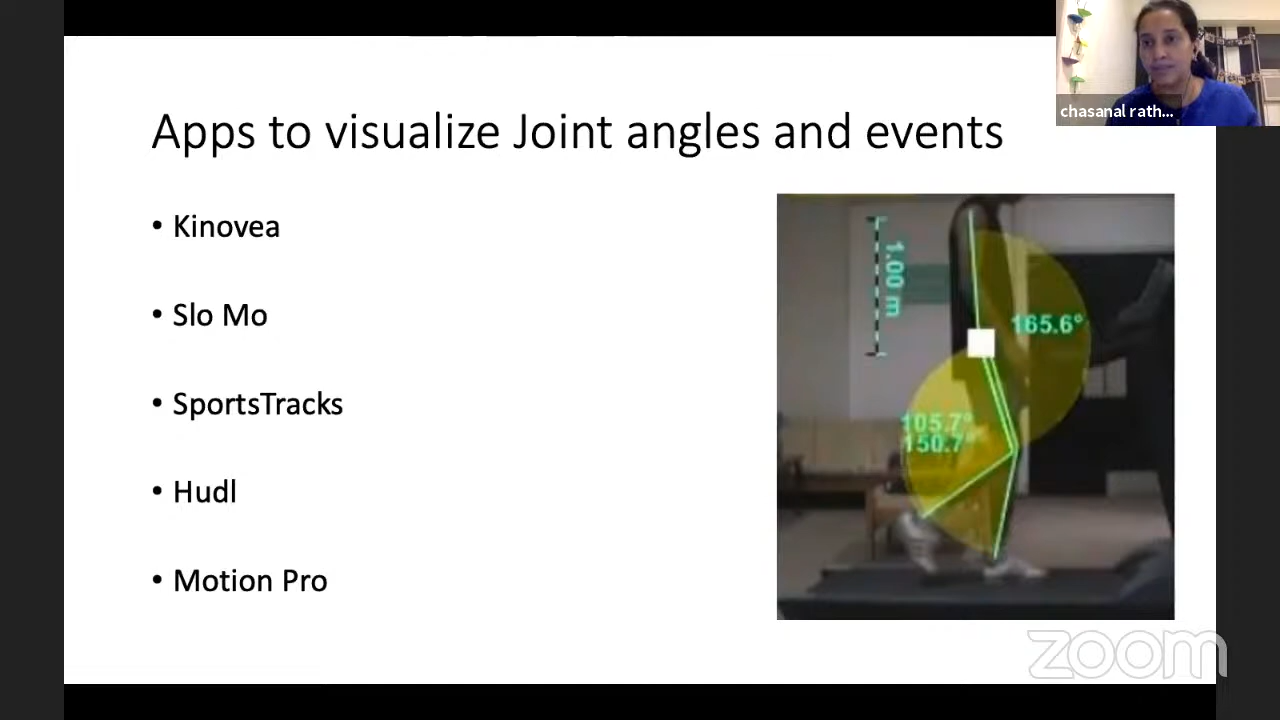 chasanal rath...
Apps to visualize Joint angles and events
• Kinovea
• Slo Mo
• SportsTracks
• Hudl
• Motion Pro
1.00 m
165.6°
105.7°
150.7°
zoom